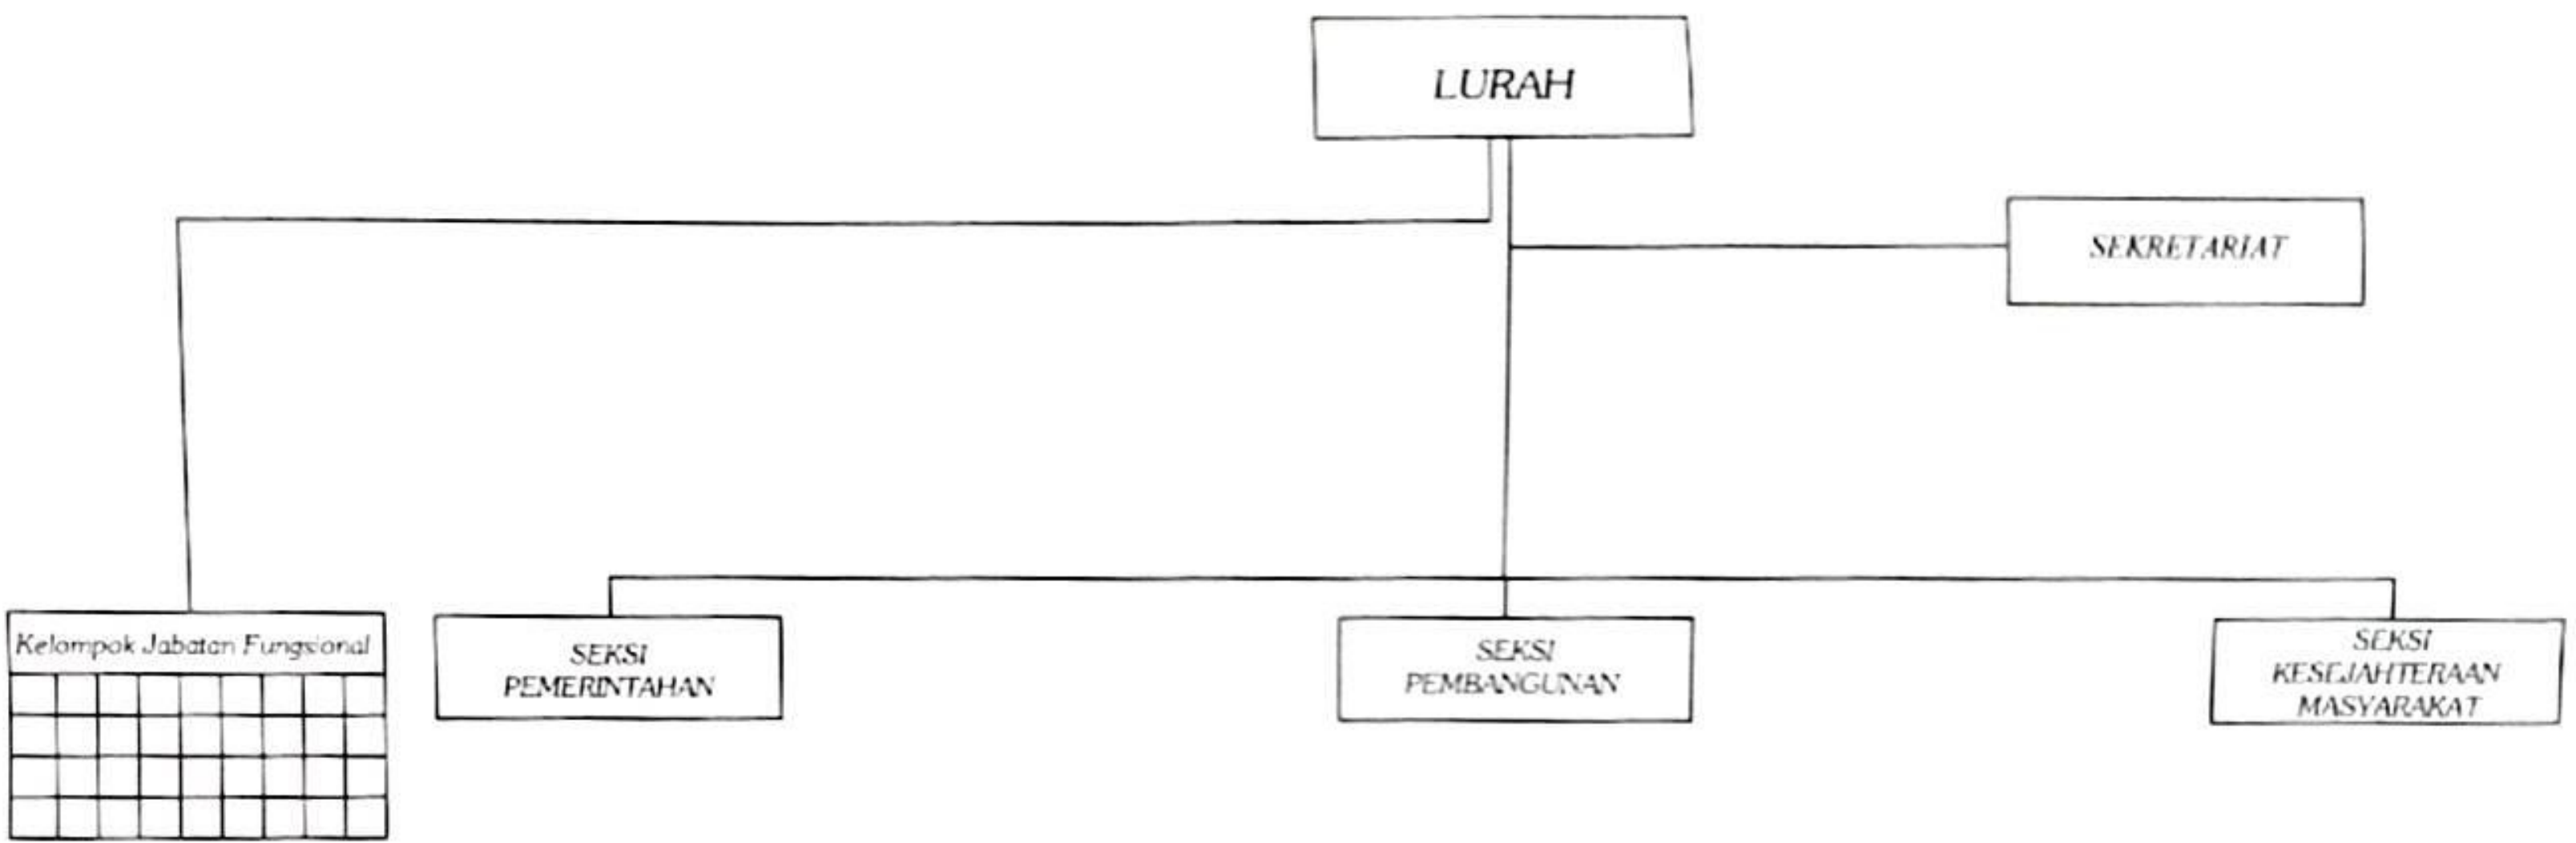 LURAH
SEKRETARIAT
Kelompok Jabatan Fungsional
SEKSI
PEMERINTAHAN
SEKSI
PEMBANGUNAN
SEKSI
KESEJAHTERAAN
MASYARAKAT